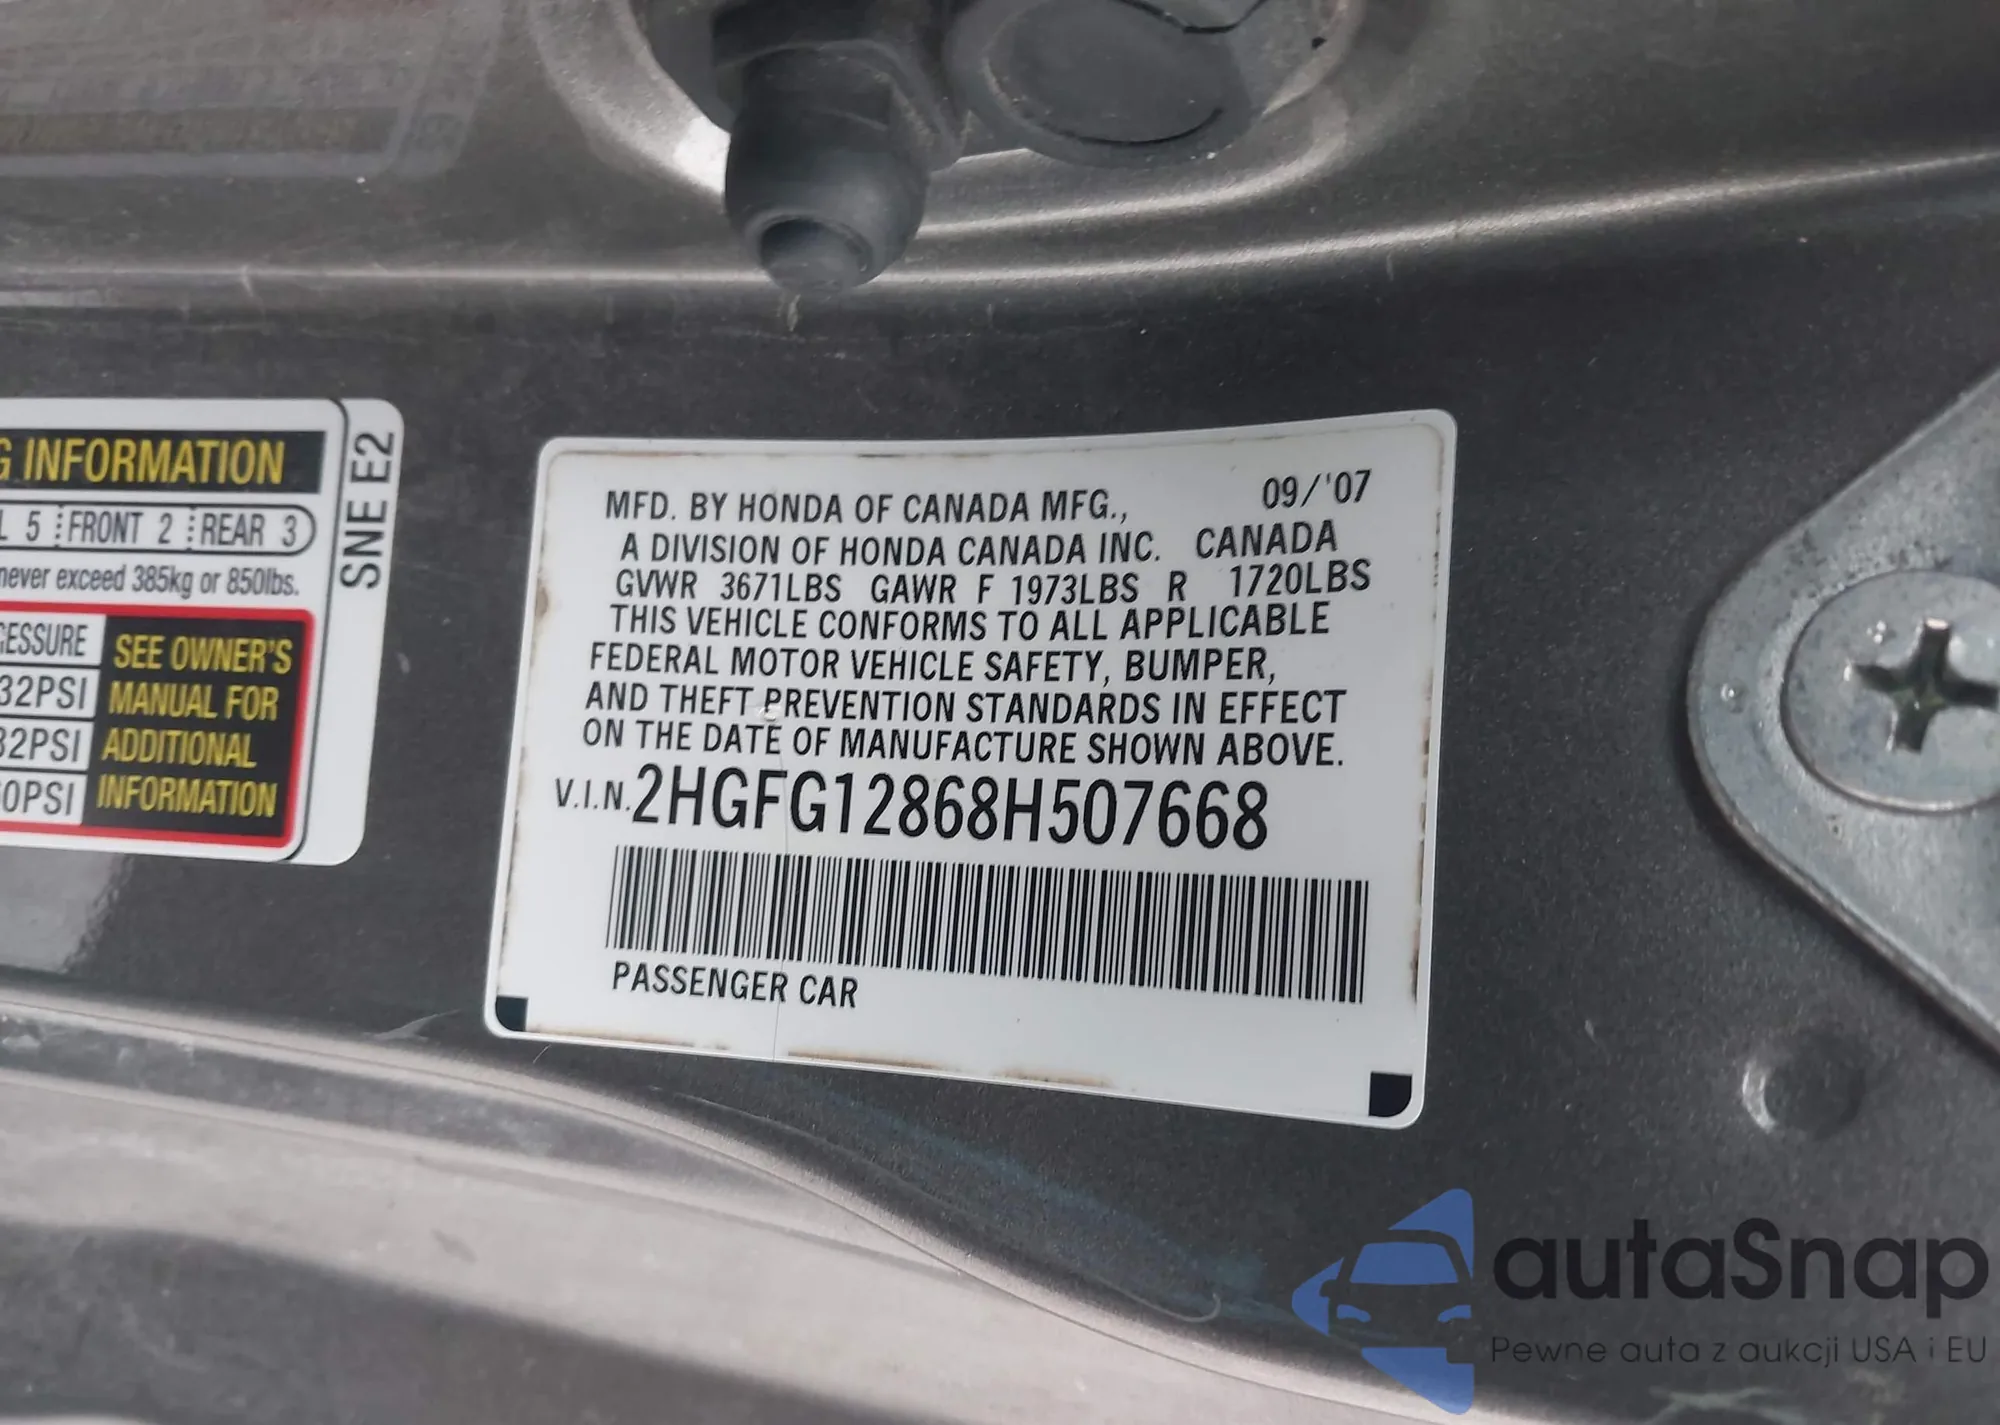 G INFORMATION
L 5 FRONT 2 REAR 3
never exceed 385kg or 850lbs.
ESSURE
32PSI
32PSI
0PSI
SEE OWNER'S
MANUAL FOR
ADDITIONAL
INFORMATION
SNE E2
MFD. BY HONDA OF CANADA MFG., 09/'07
A DIVISION OF HONDA CANADA INC. CANADA
GVWR 3671LBS GAWR F 1973LBS R 1720LBS
THIS VEHICLE CONFORMS TO ALL APPLICABLE
FEDERAL MOTOR VEHICLE SAFETY, BUMPER,
AND THEFT PREVENTION STANDARDS IN EFFECT
ON THE DATE OF MANUFACTURE SHOWN ABOVE.
V.I.N. 2HGFG12868H507668
PASSENGER CAR
autaSnap
Pewne auta z aukcji USA i EU